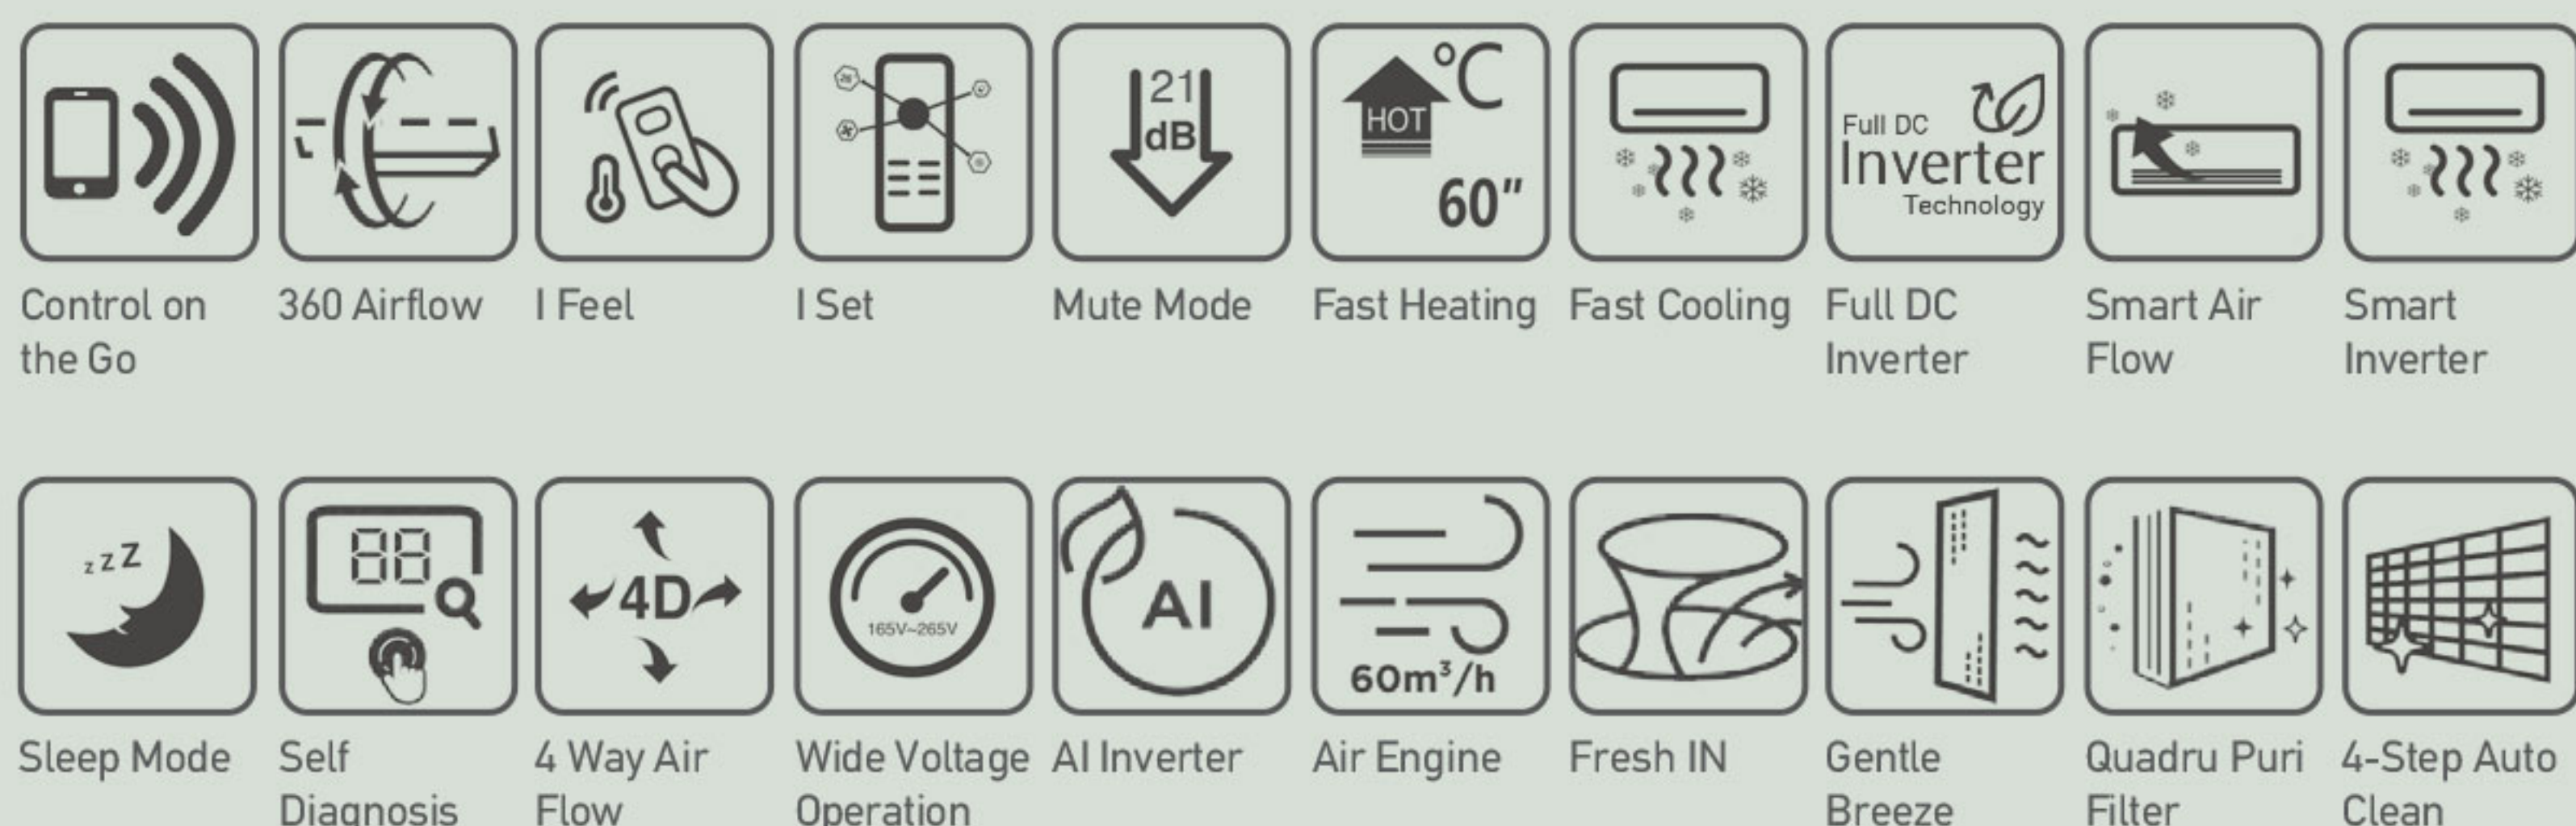 21
dB
°C
HOT
60"
Full DC
Inverter
Technology
Control on
the Go
360 Airflow
I Feel
I Set
Mute Mode
Fast Heating
Fast Cooling
Full DC
Inverter
Smart Air
Flow
Smart
Inverter
zzZ
88
4D
165V~265V
AI
60m³/h
Sleep Mode
Self
Diagnosis
4 Way Air
Flow
Wide Voltage
Operation
AI Inverter
Air Engine
Fresh IN
Gentle
Breeze
Quadru Puri
Filter
4-Step Auto
Clean